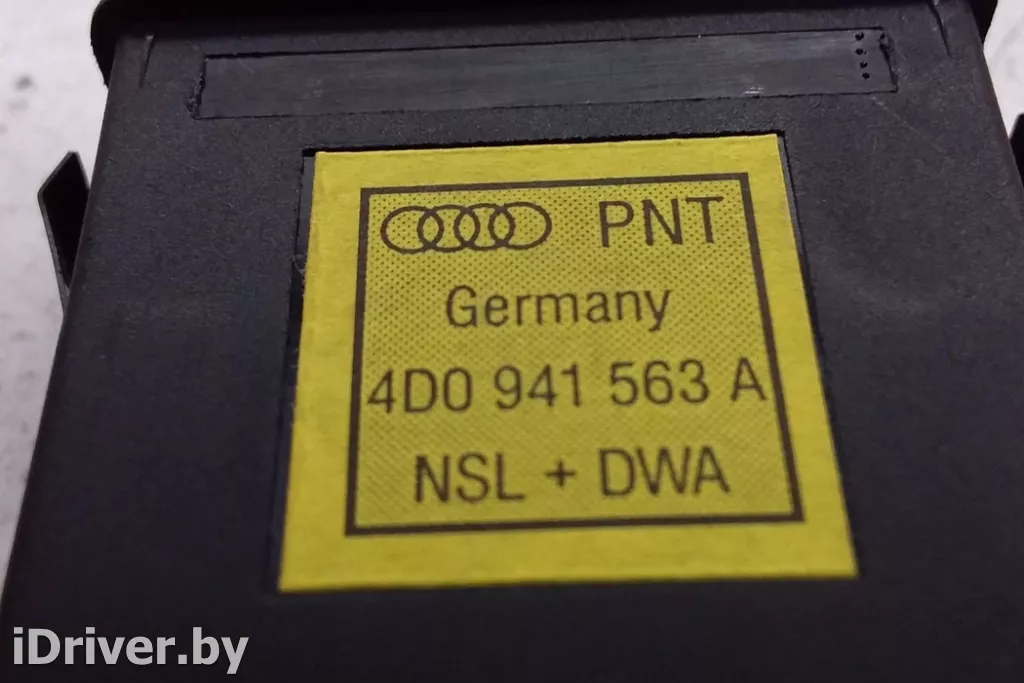 PNT
Germany
4D0 941 563 A
NSL + DWA
iDriver.by